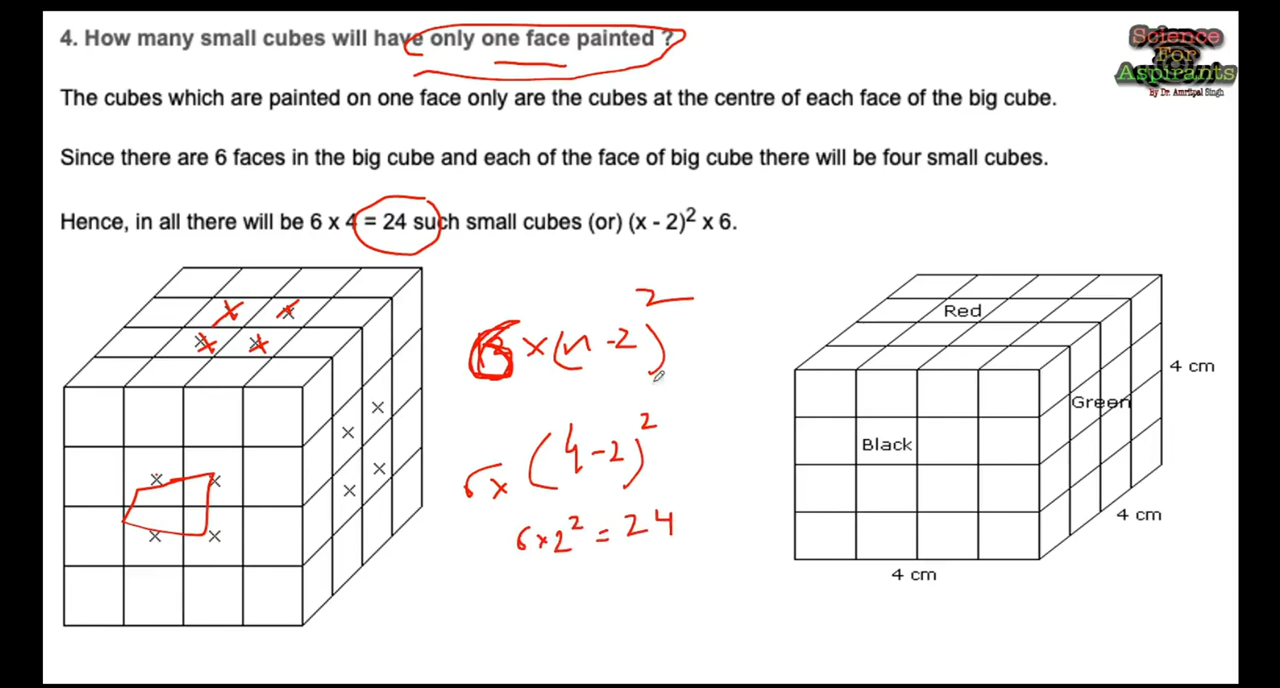 4. How many small cubes will have only one face painted ?
Science
For
Aspirants
By Dr. Amritpal Singh
The cubes which are painted on one face only are the cubes at the centre of each face of the big cube.
Since there are 6 faces in the big cube and each of the face of big cube there will be four small cubes.
Hence, in all there will be 6 x 4 = 24 such small cubes (or) (x - 2)² x 6.
6 × (n - 2)²
6 × (4 - 2)²
6 × 2² = 24
Red
Green
Black
4 cm
4 cm
4 cm